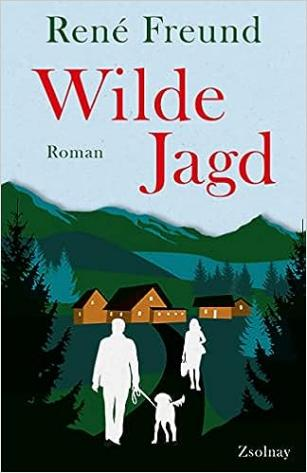 René Freund
Wilde
Roman
Jagd
Zsolnay